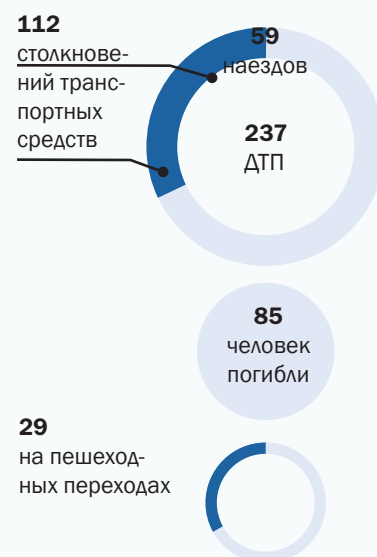 112
столкнове-
ний транс-
портных
средств
59
наездов
237
ДТП
85
человек
погибли
29
на пешеход-
ных переходах